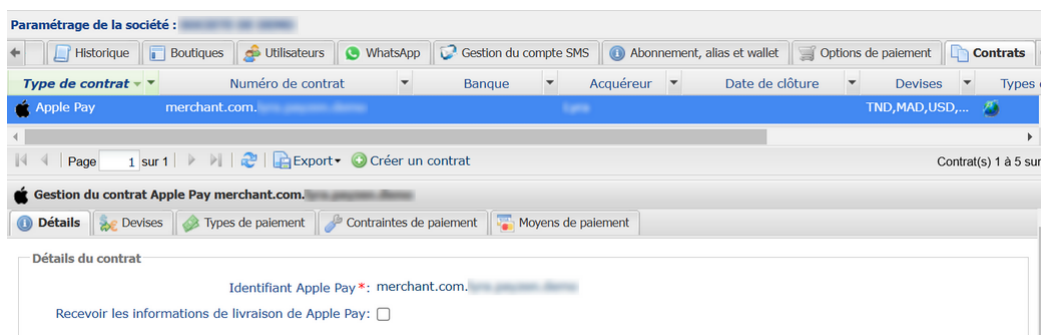 Paramétrage de la société :
Historique Boutiques Utilisateurs WhatsApp Gestion du compte SMS Abonnement, alias et wallet Options de paiement Contrats
Type de contrat Numéro de contrat Banque Acquéreur Date de clôture Devises Types
Apple Pay merchant.com. TND,MAD,USD,...
Page 1 sur 1 Export Créer un contrat Contrat(s) 1 à 5 sur
Gestion du contrat Apple Pay merchant.com.
Détails Devises Types de paiement Contraintes de paiement Moyens de paiement
Détails du contrat
Identifiant Apple Pay*: merchant.com.
Recevoir les informations de livraison de Apple Pay: